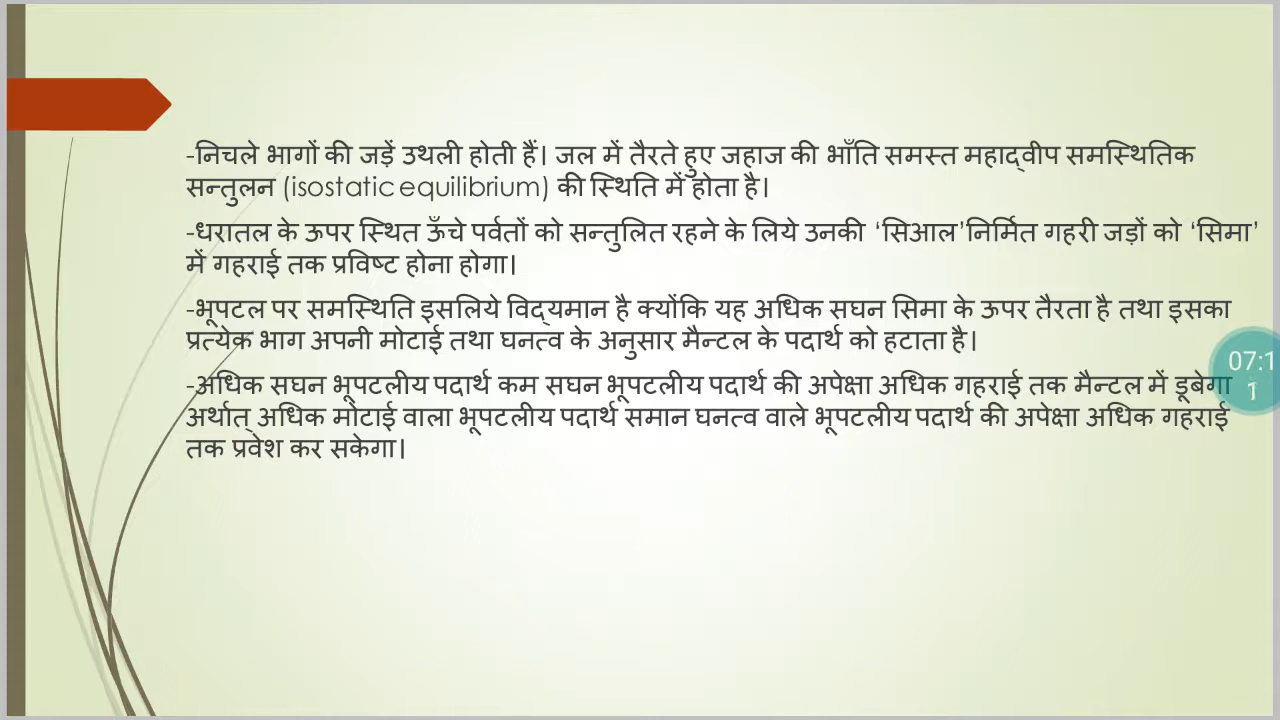 -निचले भागों की जड़ें उथली होती हैं। जल में तैरते हुए जहाज की भाँति समस्त महाद्वीप समस्थितिक
सन्तुलन (isostatic equilibrium) की स्थिति में होता है।
-धरातल के ऊपर स्थित ऊँचे पर्वतों को सन्तुलित रहने के लिये उनकी ‘सिआल’निर्मित गहरी जड़ों को ‘सिमा’
में गहराई तक प्रविष्ट होना होगा।
-भूपटल पर समस्थिति इसलिये विद्यमान है क्योंकि यह अधिक सघन सिमा के ऊपर तैरता है तथा इसका
प्रत्येक भाग अपनी मोटाई तथा घनत्व के अनुसार मैन्टल के पदार्थ को हटाता है।
-अधिक सघन भूपटलीय पदार्थ कम सघन भूपटलीय पदार्थ की अपेक्षा अधिक गहराई तक मैन्टल में डूबेगा
अर्थात् अधिक मोटाई वाला भूपटलीय पदार्थ समान घनत्व वाले भूपटलीय पदार्थ की अपेक्षा अधिक गहराई
तक प्रवेश कर सकेगा।
07:1
1